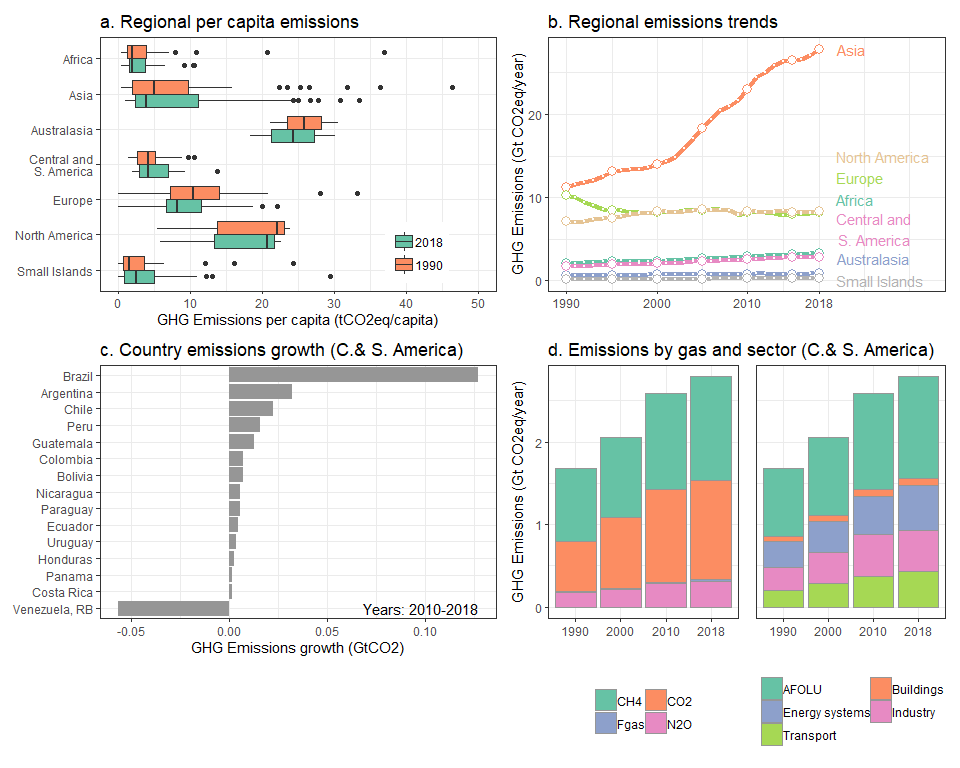 a. Regional per capita emissions
Africa
Asia
Australasia
Central and
S. America
Europe
North America
Small Islands
2018
1990
0 10 20 30 40 50
GHG Emissions per capita (tCO2eq/capita)
b. Regional emissions trends
GHG Emissions (Gt CO2eq/year)
20
10
0
Asia
North America
Europe
Africa
Central and
S. America
Australasia
Small Islands
1990 2000 2010 2018
c. Country emissions growth (C.& S. America)
Brazil
Argentina
Chile
Peru
Guatemala
Colombia
Bolivia
Nicaragua
Paraguay
Ecuador
Uruguay
Honduras
Panama
Costa Rica
Venezuela, RB
Years: 2010-2018
-0.05 0.00 0.05 0.10
GHG Emissions growth (GtCO2)
d. Emissions by gas and sector (C.& S. America)
GHG Emissions (Gt CO2eq/year)
2
1
0
1990 2000 2010 2018
1990 2000 2010 2018
CH4 CO2
Fgas N2O
AFOLU Buildings
Energy systems Industry
Transport